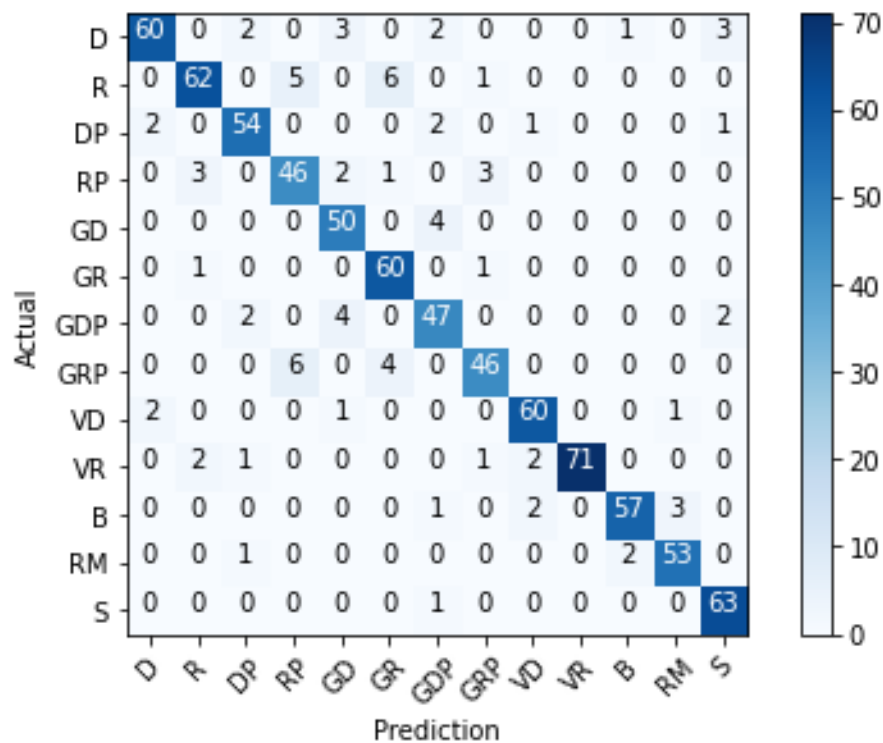 D 60 0 2 0 3 2 0 0 0 1 0 3
R 0 62 0 5 0 6 0 1 0 0 0 0 0
DP 2 0 54 0 0 0 2 0 1 0 0 0 1
RP 0 3 0 46 2 1 0 3 0 0 0 0 0
GD 0 0 0 0 50 0 4 0 0 0 0 0 0
GR 0 1 0 0 0 60 0 1 0 0 0 0 0
GDP 0 0 2 0 4 0 47 0 0 0 0 0 2
GRP 0 0 0 6 0 4 0 46 0 0 0 0 0
VD 2 0 0 0 1 0 0 0 60 0 0 1 0
VR 0 2 1 0 0 0 0 1 2 71 0 0 0
B 0 0 0 0 0 0 1 0 2 0 57 3 0
RM 0 0 1 0 0 0 0 0 0 0 2 53 0
S 0 0 0 0 0 0 1 0 0 0 0 0 63
D R DP RP GD GR GDP GRP VD VR B RM S
Prediction
Actual
70
60
50
40
30
20
10
0